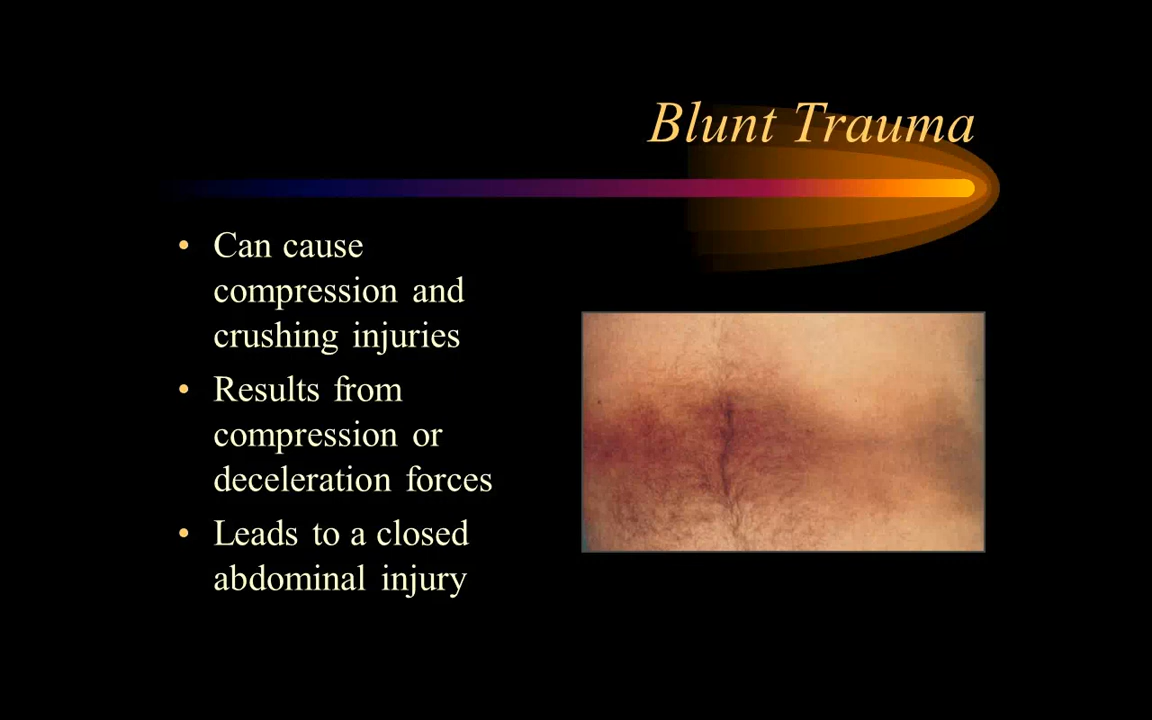 Blunt Trauma
• Can cause
compression and
crushing injuries
• Results from
compression or
deceleration forces
• Leads to a closed
abdominal injury